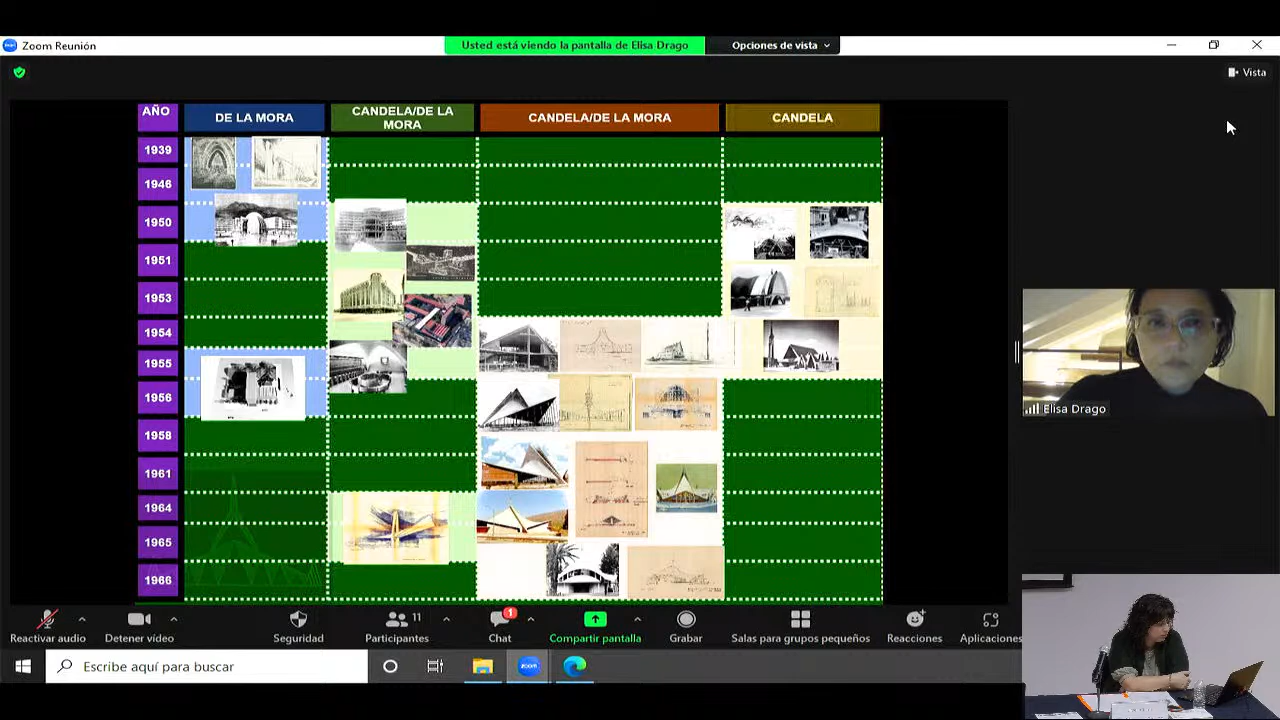 Zoom Reunión
Usted está viendo la pantalla de Elisa Drago
Opciones de vista
Vista
AÑO
DE LA MORA
CANDELA/DE LA
MORA
CANDELA/DE LA MORA
CANDELA
1939
1946
1950
1951
1953
1954
1955
1956
1958
1961
1964
1965
1966
Elisa Drago
Reactivar audio
Detener vídeo
Seguridad
11
Participantes
1
Chat
Compartir pantalla
Grabar
Salas para grupos pequeños
Reacciones
Aplicaciones
Escribe aquí para buscar
zoom